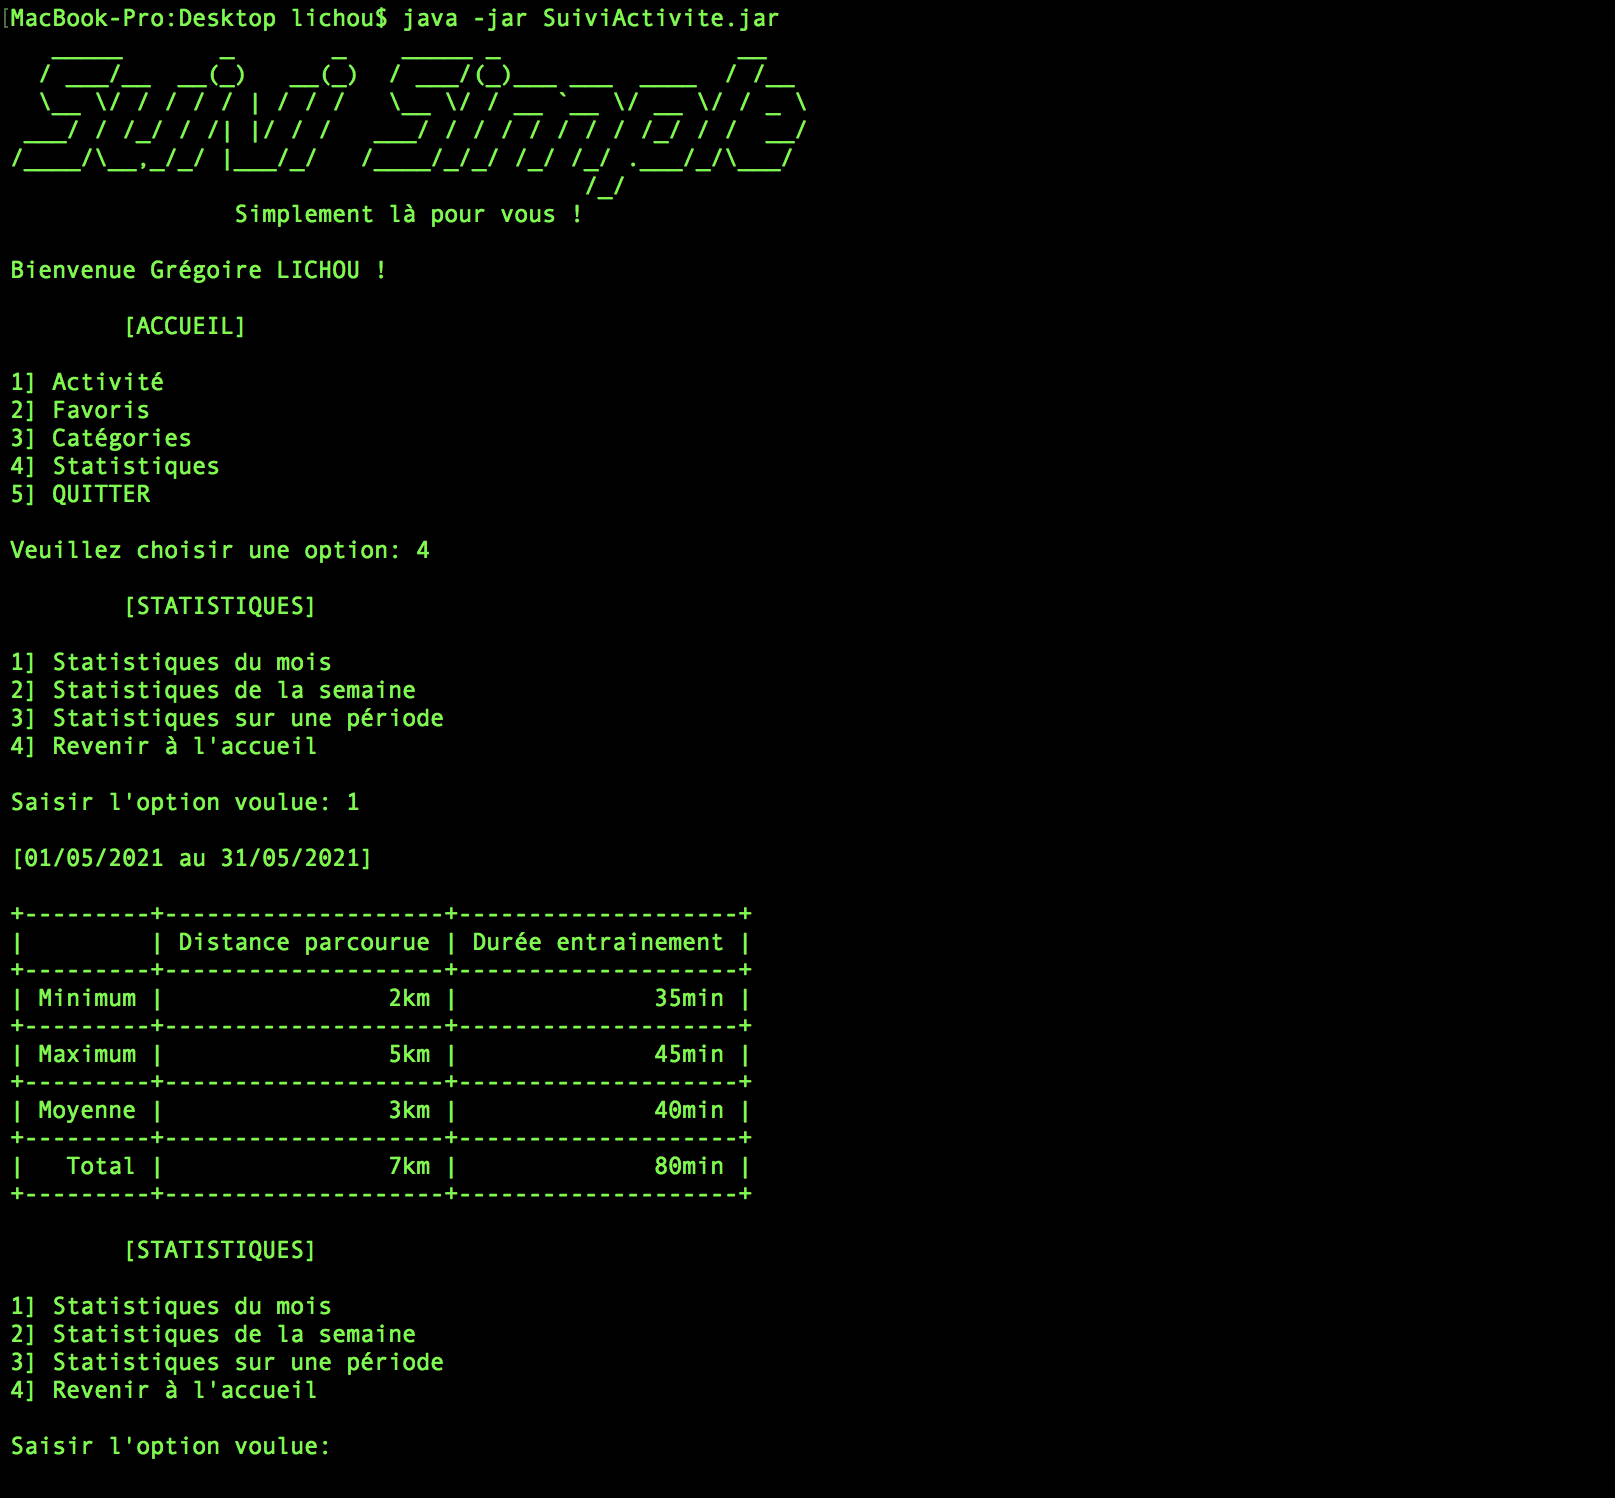 MacBook-Pro:Desktop lichou$ java -jar SuiviActivite.jar
Suivi Simple
Simplement là pour vous !
Bienvenue Grégoire LICHOU !
[ACCUEIL]
1] Activité
2] Favoris
3] Catégories
4] Statistiques
5] QUITTER
Veuillez choisir une option: 4
[STATISTIQUES]
1] Statistiques du mois
2] Statistiques de la semaine
3] Statistiques sur une période
4] Revenir à l'accueil
Saisir l'option voulue: 1
[01/05/2021 au 31/05/2021]
+---------+--------------------+--------------------+
|         | Distance parcourue | Durée entrainement |
+---------+--------------------+--------------------+
| Minimum |                2km |              35min |
+---------+--------------------+--------------------+
| Maximum |                5km |              45min |
+---------+--------------------+--------------------+
| Moyenne |                3km |              40min |
+---------+--------------------+--------------------+
|   Total |                7km |              80min |
+---------+--------------------+--------------------+
[STATISTIQUES]
1] Statistiques du mois
2] Statistiques de la semaine
3] Statistiques sur une période
4] Revenir à l'accueil
Saisir l'option voulue: